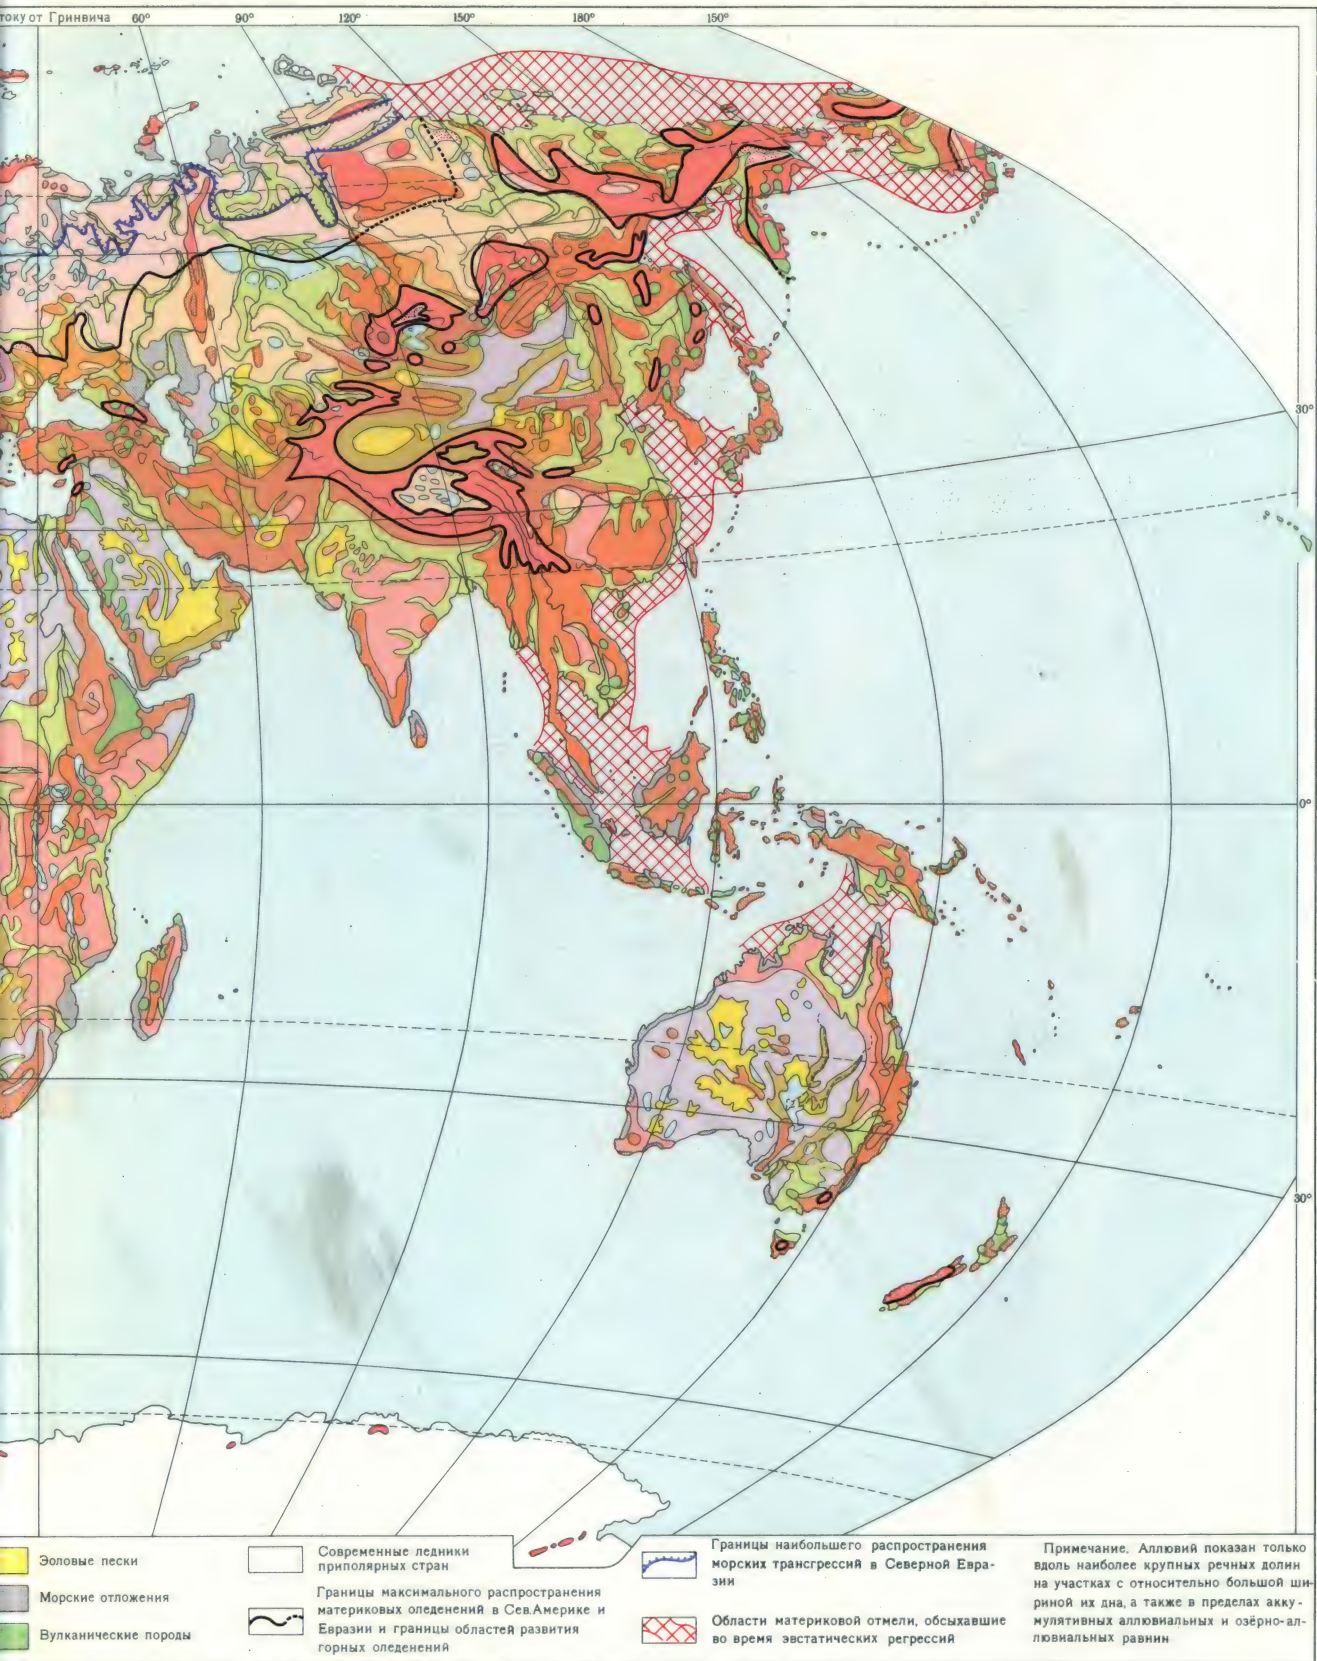 току от Гринвича 60° 90° 120° 150° 180° 150°
30°
0°
30°
Эоловые пески
Морские отложения
Вулканические породы
Современные ледники
приполярных стран
Границы максимального распространения
материковых оледенений в Сев.Америке и
Евразии и границы областей развития
горных оледенений
Границы наибольшего распространения
морских трансгрессий в Северной Евра-
зии
Области материковой отмели, обсыхавшие
во время эвстатических регрессий
Примечание. Аллювий показан только
вдоль наиболее крупных речных долин
на участках с относительно большой ши-
риной их дна, а также в пределах акку-
мулятивных аллювиальных и озёрно-ал-
лювиальных равнин